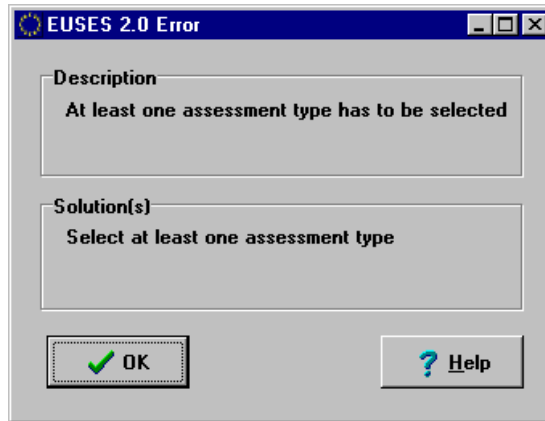 EUSES 2.0 Error
Description
At least one assessment type has to be selected
Solution(s)
Select at least one assessment type
OK
Help